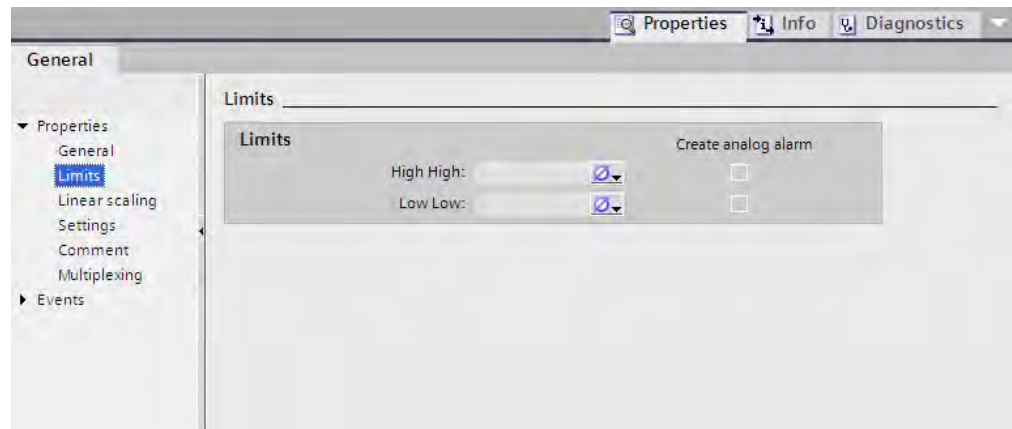 Properties Info Diagnostics
General
Limits
Properties
General
Limits
Linear scaling
Settings
Comment
Multiplexing
Events
Limits Create analog alarm
High High:
Low Low: